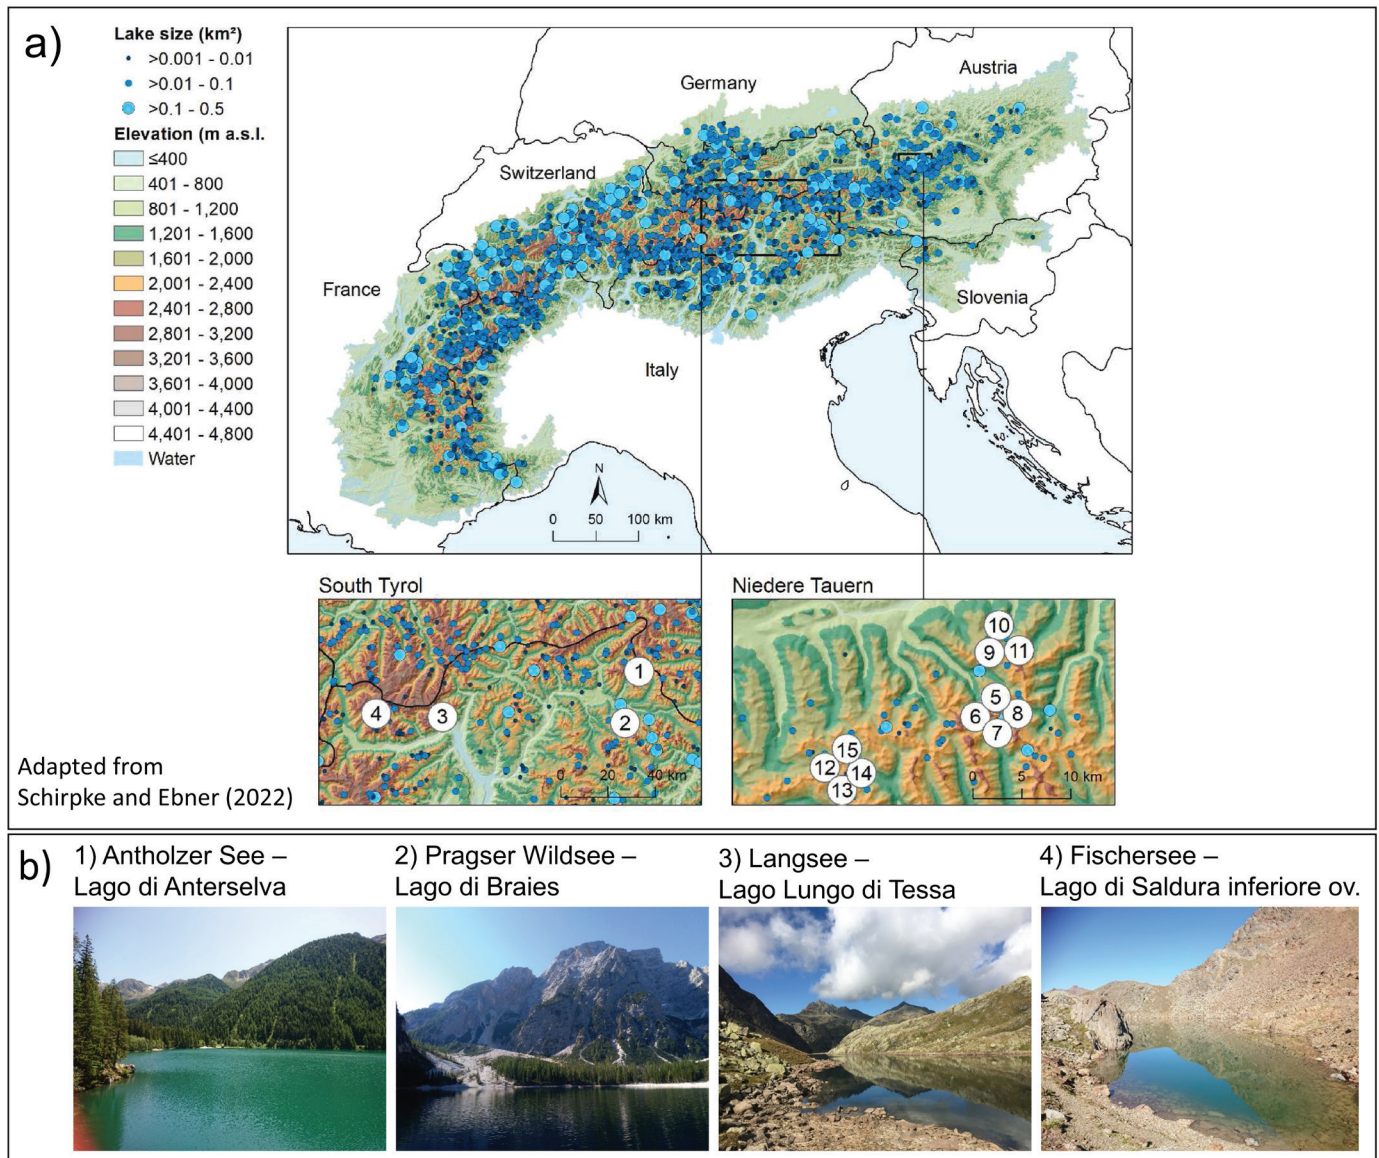 a)
Lake size (km²)
>0.001 - 0.01
>0.01 - 0.1
>0.1 - 0.5
Elevation (m a.s.l.
≤400
401 - 800
801 - 1,200
1,201 - 1,600
1,601 - 2,000
2,001 - 2,400
2,401 - 2,800
2,801 - 3,200
3,201 - 3,600
3,601 - 4,000
4,001 - 4,400
4,401 - 4,800
Water
Germany
Austria
Switzerland
France
Slovenia
Italy
N
0 50 100 km
South Tyrol
1
2
3
4
0 20 40 km
Niedere Tauern
10
9
11
5
6
8
7
15
12
14
13
0 5 10 km
Adapted from
Schirpke and Ebner (2022)
b)
1) Antholzer See –
Lago di Anterselva
2) Pragser Wildsee –
Lago di Braies
3) Langsee –
Lago Lungo di Tessa
4) Fischersee –
Lago di Saldura inferiore ov.